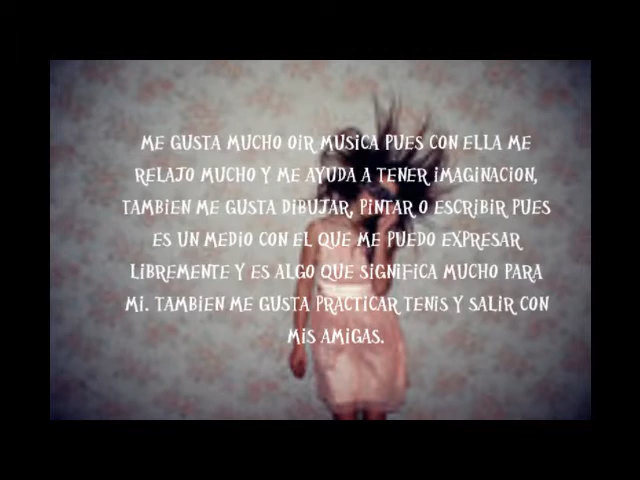 ME GUSTA MUCHO OIR MUSICA PUES CON ELLA ME
RELAJO MUCHO Y ME AYUDA A TENER IMAGINACION,
TAMBIEN ME GUSTA DIBUJAR, PINTAR O ESCRIBIR PUES
ES UN MEDIO CON EL QUE ME PUEDO EXPRESAR
LIBREMENTE Y ES ALGO QUE SIGNIFICA MUCHO PARA
MI. TAMBIEN ME GUSTA PRACTICAR TENIS Y SALIR CON
MIS AMIGAS.